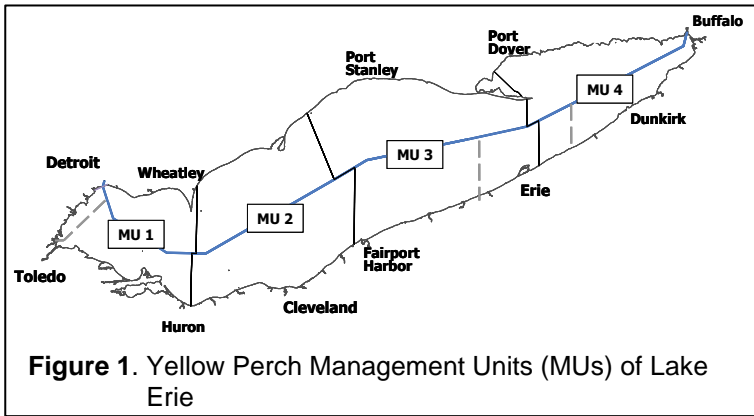 Buffalo
Port
Dover
Port
Stanley
MU 4
Dunkirk
MU 3
Detroit
Wheatley
Erie
MU 2
MU 1
Fairport
Harbor
Toledo
Cleveland
Huron
Figure 1. Yellow Perch Management Units (MUs) of Lake
Erie